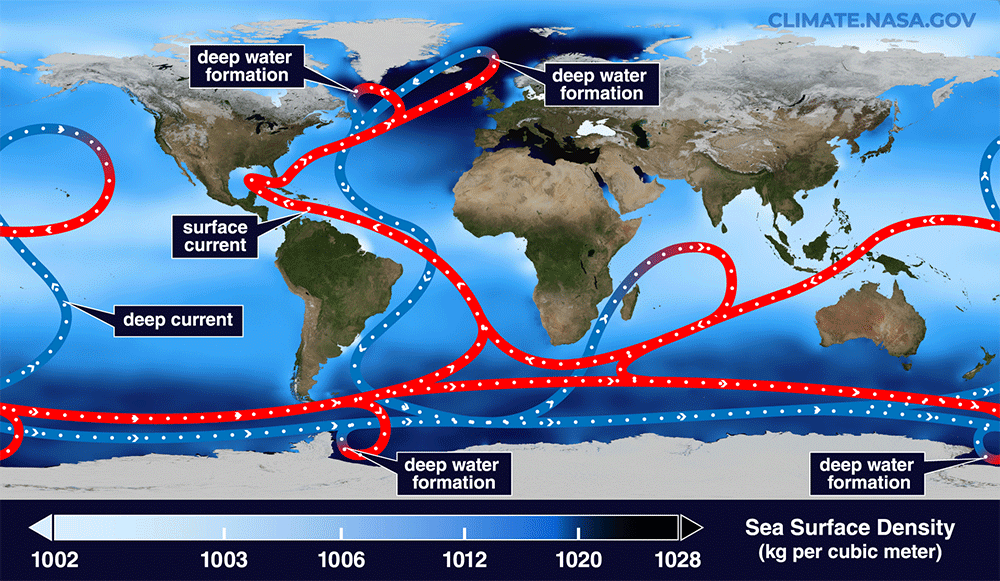 CLIMATE.NASA.GOV
deep water
formation
deep water
formation
surface
current
deep current
deep water
formation
deep water
formation
1002
1003
1006
1012
1020
1028
Sea Surface Density
(kg per cubic meter)